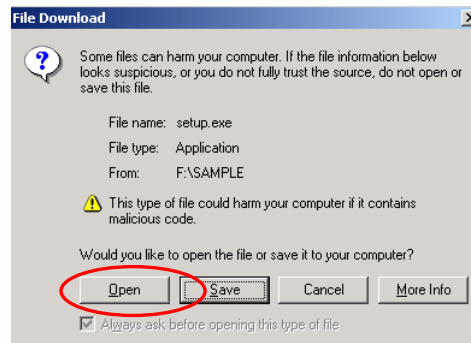 File Download
Some files can harm your computer. If the file information below
looks suspicious, or you do not fully trust the source, do not open or
save this file.
File name: setup.exe
File type: Application
From: F:\SAMPLE
This type of file could harm your computer if it contains
malicious code.
Would you like to open the file or save it to your computer?
Open Save Cancel More Info
Always ask before opening this type of file